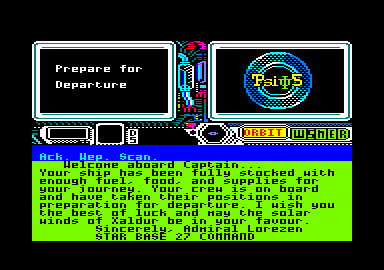 Prepare for
Departure
Psi5
ORBIT
Ack. Wep. Scan.
Welcome aboard Captain...
Your ship has been fully stocked with
enough fuel, food, and supplies for
your journey. Your crew is on board
and have taken their positions in
preparation for departure. I wish you
the best of luck and may the solar
winds of Xaldur be in your favour.
Sincerely, Admiral Lorezen
STAR BASE 27 COMMAND